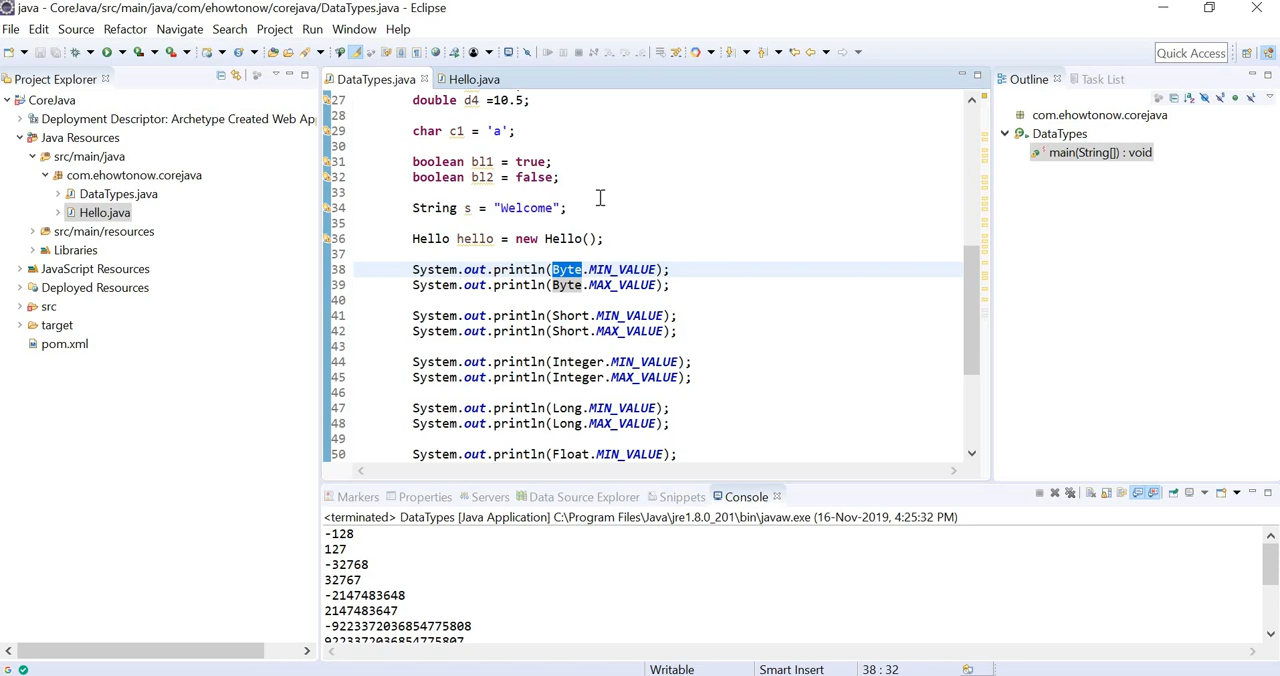 java - CoreJava/src/main/java/com/ehowtonow/corejava/DataTypes.java - Eclipse
File Edit Source Refactor Navigate Search Project Run Window Help
Quick Access
Project Explorer
CoreJava
Deployment Descriptor: Archetype Created Web Ap
Java Resources
src/main/java
com.ehowtonow.corejava
DataTypes.java
Hello.java
src/main/resources
Libraries
JavaScript Resources
Deployed Resources
src
target
pom.xml
DataTypes.java Hello.java
27 double d4 =10.5;
28
29 char c1 = 'a';
30
31 boolean bl1 = true;
32 boolean bl2 = false;
33
34 String s = "Welcome";
35
36 Hello hello = new Hello();
37
38 System.out.println(Byte.MIN_VALUE);
39 System.out.println(Byte.MAX_VALUE);
40
41 System.out.println(Short.MIN_VALUE);
42 System.out.println(Short.MAX_VALUE);
43
44 System.out.println(Integer.MIN_VALUE);
45 System.out.println(Integer.MAX_VALUE);
46
47 System.out.println(Long.MIN_VALUE);
48 System.out.println(Long.MAX_VALUE);
49
50 System.out.println(Float.MIN_VALUE);
Outline Task List
com.ehowtonow.corejava
DataTypes
main(String[]) : void
Markers Properties Servers Data Source Explorer Snippets Console
<terminated> DataTypes [Java Application] C:\Program Files\Java\jre1.8.0_201\bin\javaw.exe (16-Nov-2019, 4:25:32 PM)
-128
127
-32768
32767
-2147483648
2147483647
-9223372036854775808
9223372036854775807
Writable Smart Insert 38 : 32